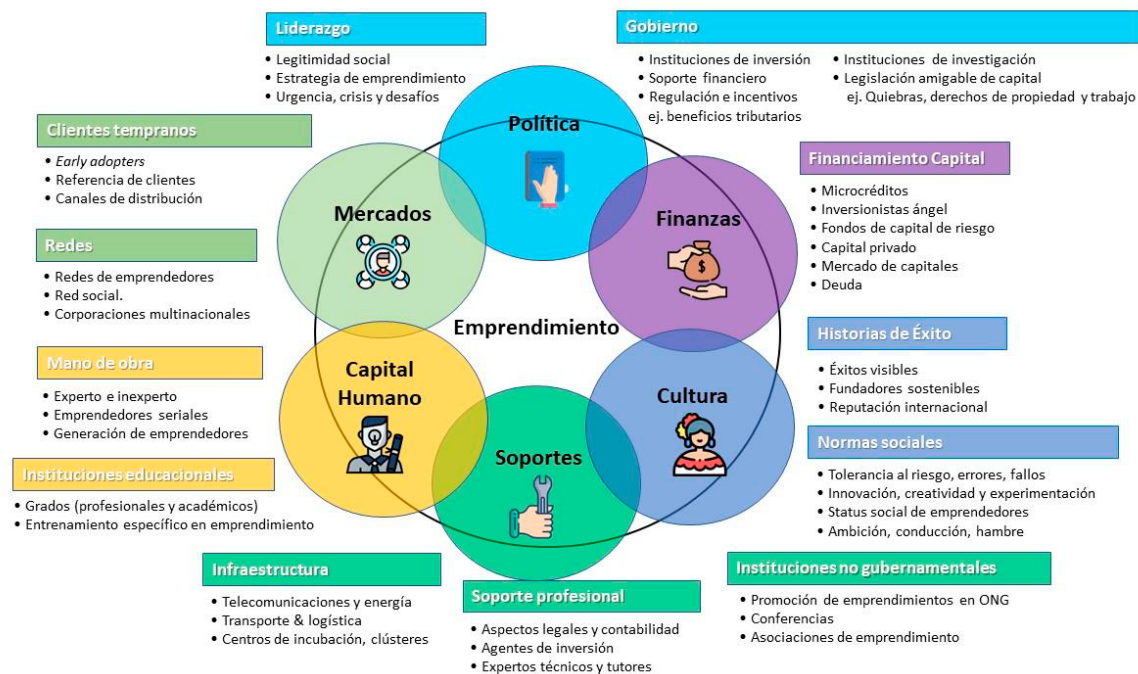 Liderazgo
• Legitimidad social
• Estrategia de emprendimiento
• Urgencia, crisis y desafíos
Gobierno
• Instituciones de inversión
• Soporte financiero
• Regulación e incentivos
ej. beneficios tributarios
• Instituciones de investigación
• Legislación amigable de capital
ej. Quiebras, derechos de propiedad y trabajo
Clientes tempranos
• Early adopters
• Referencia de clientes
• Canales de distribución
Redes
• Redes de emprendedores
• Red social.
• Corporaciones multinacionales
Mano de obra
• Experto e inexperto
• Emprendedores seriales
• Generación de emprendedores
Instituciones educacionales
• Grados (profesionales y académicos)
• Entrenamiento específico en emprendimiento
Política
Mercados
Finanzas
$
Emprendimiento
Capital
Humano
Cultura
Soportes
Financiamiento Capital
• Microcréditos
• Inversionistas ángel
• Fondos de capital de riesgo
• Capital privado
• Mercado de capitales
• Deuda
Historias de Éxito
• Éxitos visibles
• Fundadores sostenibles
• Reputación internacional
Normas sociales
• Tolerancia al riesgo, errores, fallos
• Innovación, creatividad y experimentación
• Status social de emprendedores
• Ambición, conducción, hambre
Infraestructura
• Telecomunicaciones y energía
• Transporte & logística
• Centros de incubación, clústeres
Soporte profesional
• Aspectos legales y contabilidad
• Agentes de inversión
• Expertos técnicos y tutores
Instituciones no gubernamentales
• Promoción de emprendimientos en ONG
• Conferencias
• Asociaciones de emprendimiento